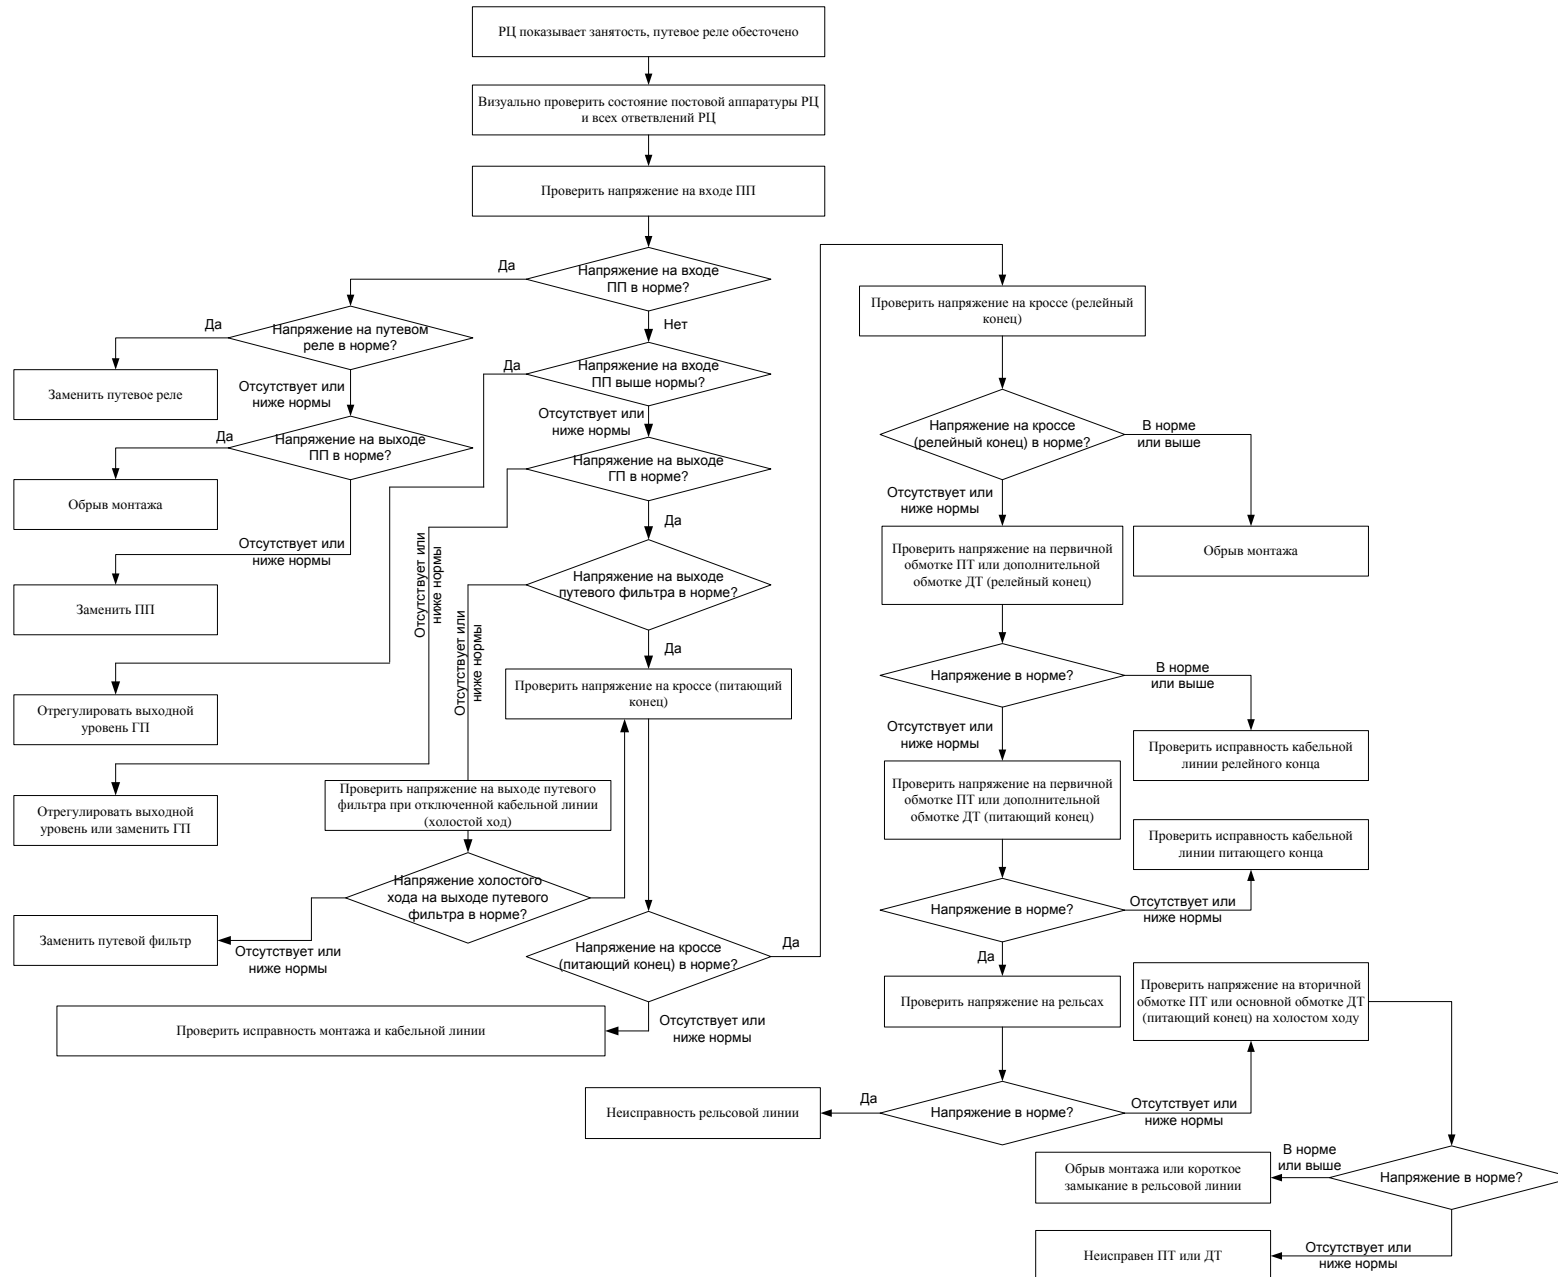 РЦ показывает занятость, путевое реле обесточено
Визуально проверить состояние постовой аппаратуры РЦ
и всех ответвлений РЦ
Проверить напряжение на входе ПП
Напряжение на входе
ПП в норме?
Да
Нет
Напряжение на путевом
реле в норме?
Да
Заменить путевое реле
Отсутствует или
ниже нормы
Напряжение на выходе
ПП в норме?
Да
Обрыв монтажа
Отсутствует или
ниже нормы
Заменить ПП
Напряжение на входе
ПП выше нормы?
Да
Отрегулировать выходной
уровень ГП
Отсутствует или
ниже нормы
Напряжение на выходе
ГП в норме?
Отсутствует или
ниже нормы
Отрегулировать выходной
уровень или заменить ГП
Да
Напряжение на выходе
путевого фильтра в норме?
Отсутствует или
ниже нормы
Да
Проверить напряжение на кроссе (питающий
конец)
Проверить напряжение на выходе путевого
фильтра при отключенной кабельной линии
(холостой ход)
Напряжение холостого
хода на выходе путевого
фильтра в норме?
Отсутствует или
ниже нормы
Заменить путевой фильтр
Напряжение на кроссе
(питающий конец) в норме?
Да
Отсутствует или
ниже нормы
Проверить исправность монтажа и кабельной линии
Проверить напряжение на кроссе (релейный
конец)
Напряжение на кроссе
(релейный конец) в норме?
В норме
или выше
Обрыв монтажа
Отсутствует или
ниже нормы
Проверить напряжение на первичной
обмотке ПТ или дополнительной
обмотке ДТ (релейный конец)
Напряжение в норме?
В норме
или выше
Проверить исправность кабельной
линии релейного конца
Отсутствует или
ниже нормы
Проверить напряжение на первичной
обмотке ПТ или дополнительной
обмотке ДТ (питающий конец)
Проверить исправность кабельной
линии питающего конца
Напряжение в норме?
Отсутствует или
ниже нормы
Да
Проверить напряжение на рельсах
Проверить напряжение на вторичной
обмотке ПТ или основной обмотке ДТ
(питающий конец) на холостом ходу
Напряжение в норме?
Да
Неисправность рельсовой линии
Отсутствует или
ниже нормы
Напряжение в норме?
В норме
или выше
Обрыв монтажа или короткое
замыкание в рельсовой линии
Отсутствует или
ниже нормы
Неисправен ПТ или ДТ